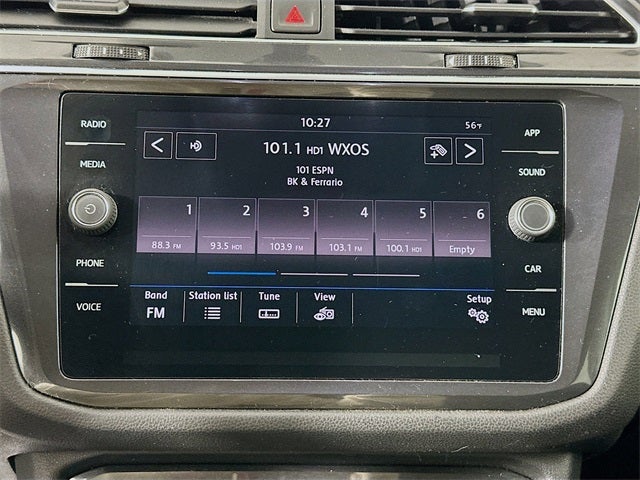 RADIO
MEDIA
PHONE
VOICE
10:27
56°F
101.1 HD1 WXOS
101 ESPN
BK & Ferrario
1 2 3 4 5 6
88.3 FM 93.5 HD1 103.9 FM 103.1 FM 100.1 HD1 Empty
Band Station list Tune View Setup
FM
APP
SOUND
CAR
MENU